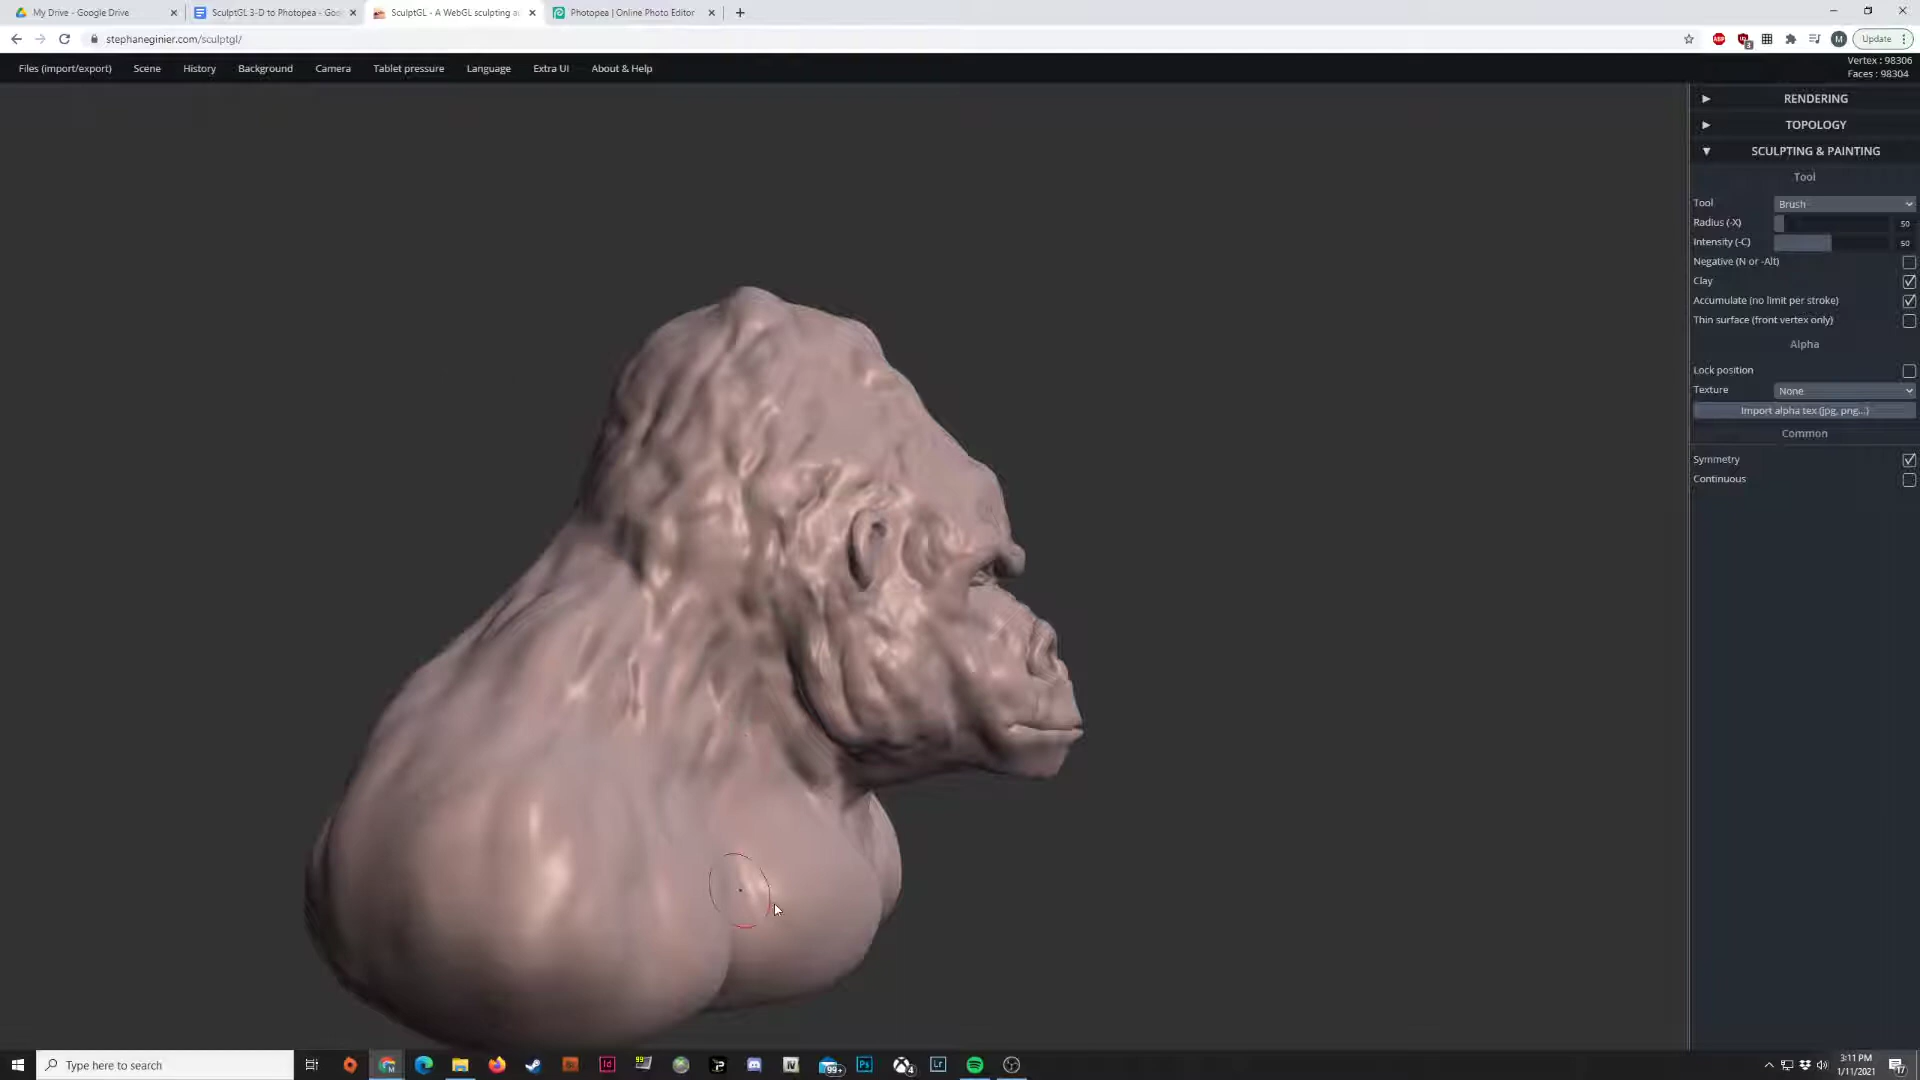 My Drive - Google Drive
SculptGL 3-D to Photopea - Goo
SculptGL - A WebGL sculpting a
Photopea | Online Photo Editor
stephaneginier.com/sculptgl/
Update
Files (import/export) Scene History Background Camera Tablet pressure Language Extra UI About & Help
Vertex : 98306
Faces : 98304
RENDERING
TOPOLOGY
SCULPTING & PAINTING
Tool
Tool Brush
Radius (-X) 50
Intensity (-C) 50
Negative (N or -Alt)
Clay
Accumulate (no limit per stroke)
Thin surface (front vertex only)
Alpha
Lock position
Texture None
Import alpha tex (jpg, png...)
Common
Symmetry
Continuous
Type here to search
3:11 PM
1/11/2021